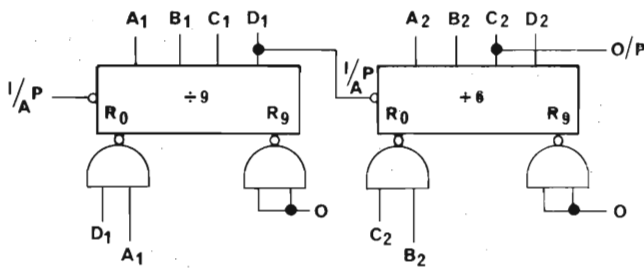 A1 B1 C1 D1 A2 B2 C2 D2
O/P
I/A P ÷9 I/A P ÷6
R0 R9 R0 R9
O O
D1 A1 C2 B2